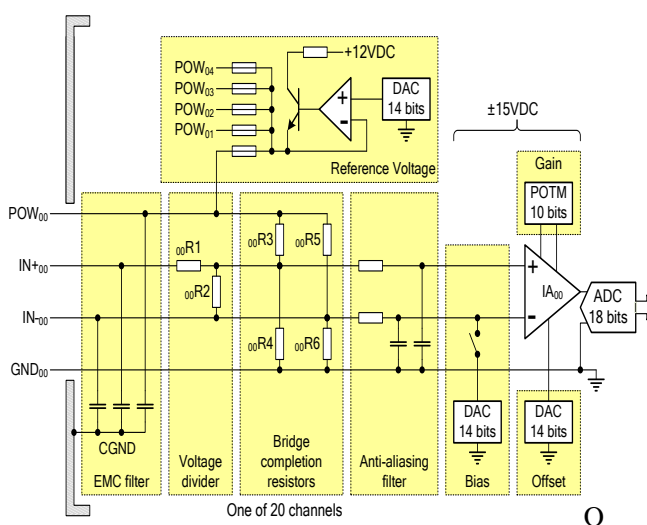 +12VDC
POW04
POW03
POW02
POW01
DAC
14 bits
Reference Voltage
±15VDC
Gain
POTM
10 bits
POW00
IN+00
IN-00
GND00
00R1
00R2
00R3
00R5
00R4
00R6
+
-
+
-
IA00
ADC
18 bits
DAC
14 bits
DAC
14 bits
CGND
EMC filter
Voltage
divider
Bridge
completion
resistors
Anti-aliasing
filter
Bias
Offset
One of 20 channels
O